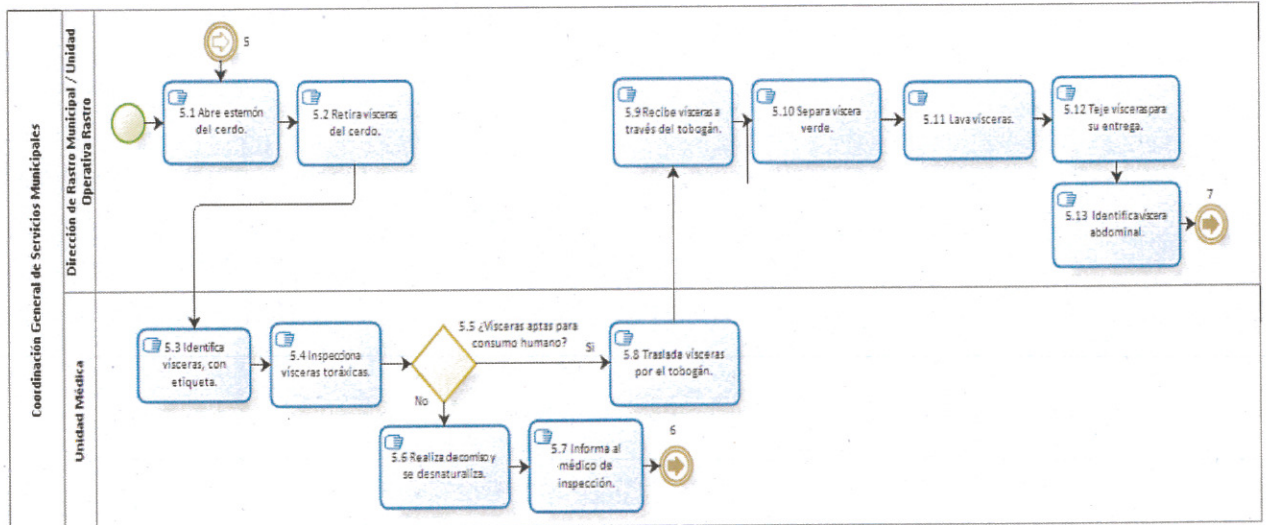 Coordinación General de Servicios Municipales
Dirección de Rastro Municipal / Unidad
Operativa Rastro
5
5.1 Abre esternón
del cerdo.
5.2 Retira vísceras
del cerdo.
5.9 Recibe vísceras a
través del tobogán.
5.10 Separa víscera
verde.
5.11 Lava vísceras.
5.12 Teje vísceras para
su entrega.
5.13 Identifica víscera
abdominal.
7
Unidad Médica
5.3 Identifica
vísceras, con
etiqueta.
5.4 Inspecciona
vísceras toráxicas.
5.5 ¿Vísceras aptas para
consumo humano?
Si
No
5.8 Traslada vísceras
por el tobogán.
5.6 Realiza decomiso y
se desnaturaliza.
5.7 Informa al
médico de
inspección.
6